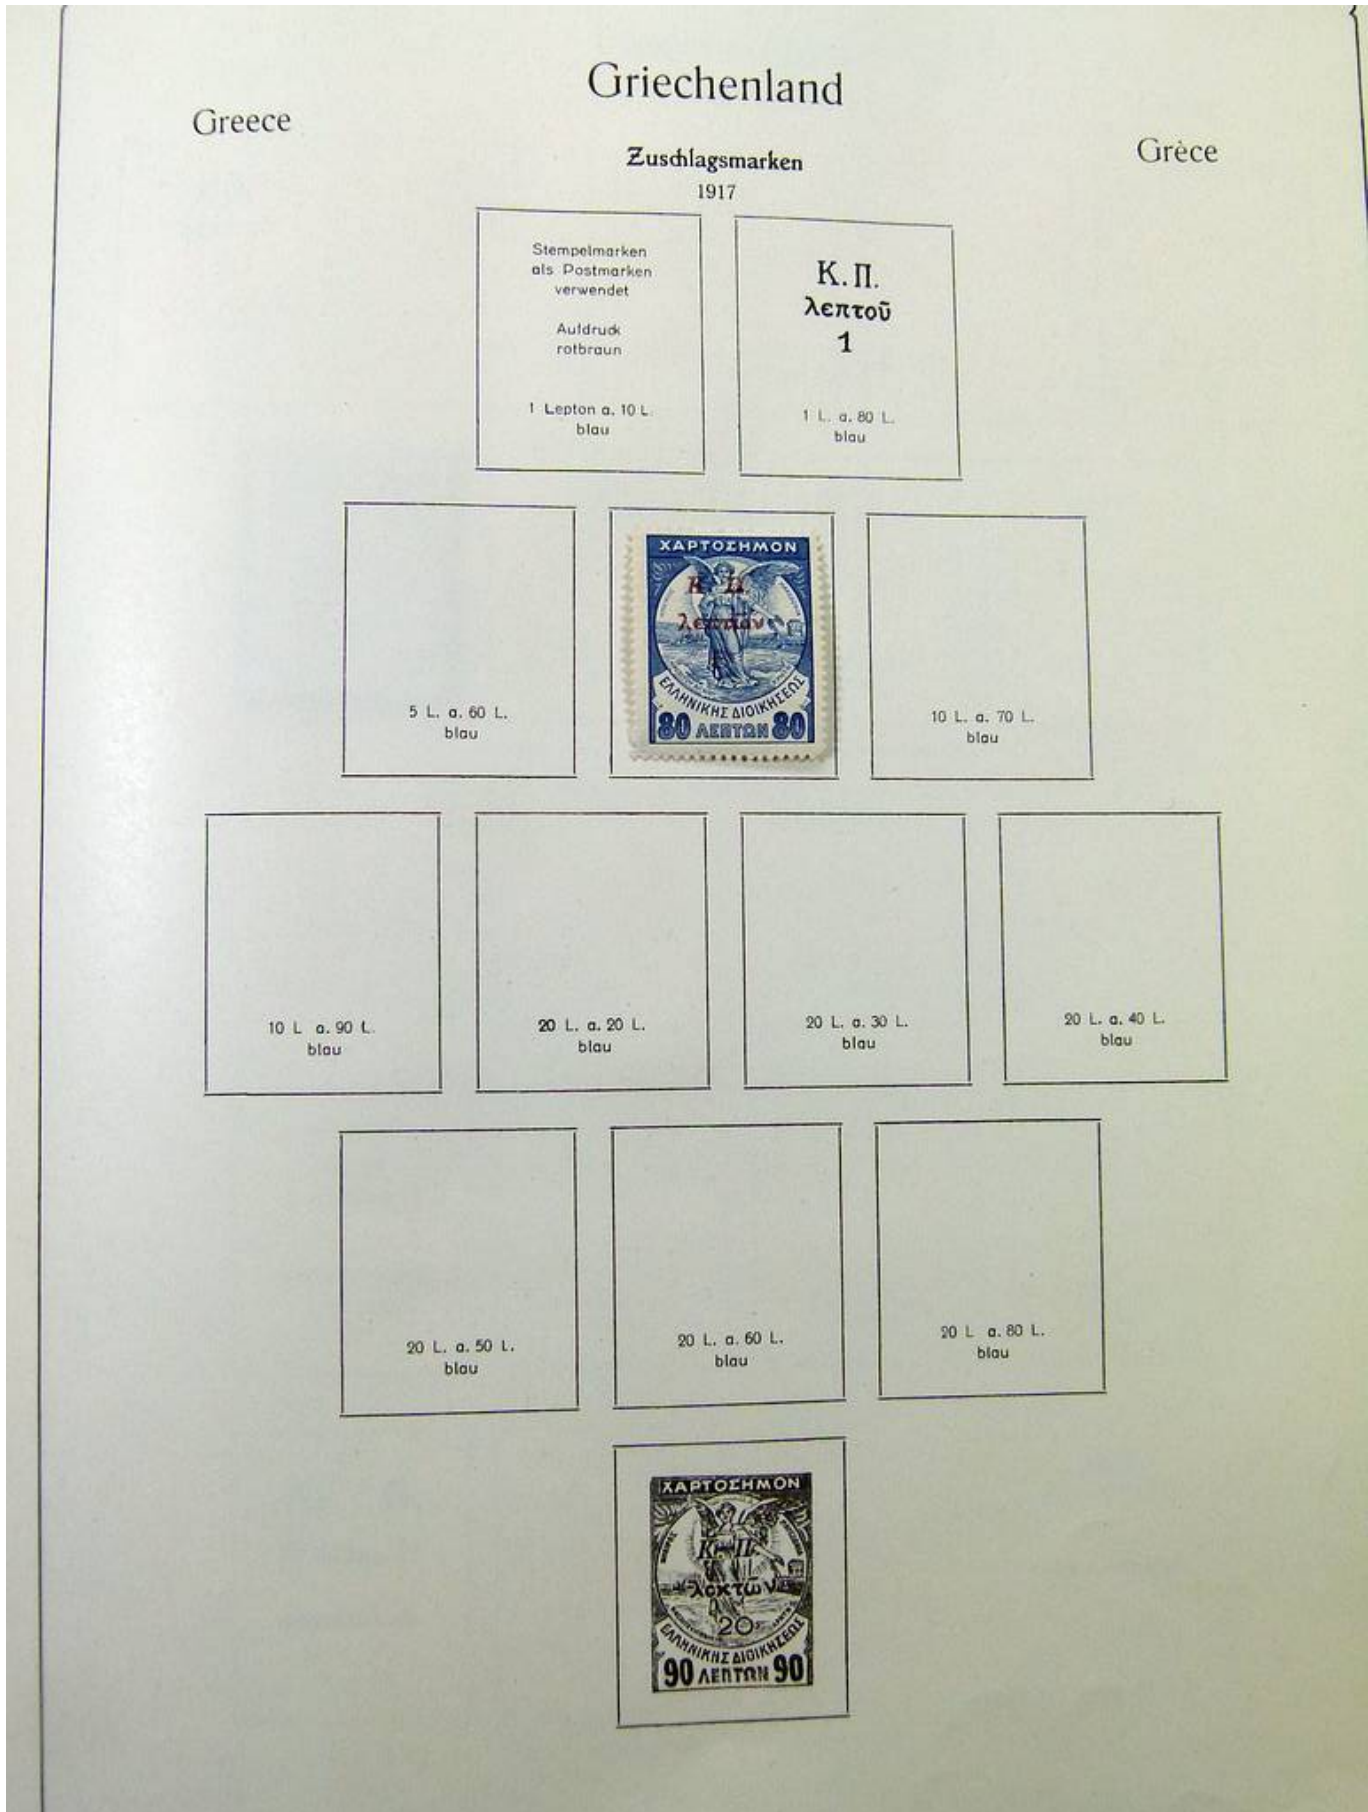 Griechenland
Greece
Grèce
Zuschlagsmarken
1917
Stempelmarken
als Postmarken
verwendet
Aufdruck
rotbraun
1 Lepton a. 10 L.
blau
Κ. Π.
λεπτοῦ
1
1 L. a. 80 L.
blau
5 L. a. 60 L.
blau
ΧΑΡΤΟΣΗΜΟΝ
Κ. Π.
λεπτῶν
ΕΛΛΗΝΙΚΗΣ ΔΙΟΙΚΗΣΕΩΣ
80 ΛΕΠΤΩΝ 80
10 L. a. 70 L.
blau
10 L a. 90 L.
blau
20 L. a. 20 L.
blau
20 L. a. 30 L.
blau
20 L. a. 40 L.
blau
20 L. a. 50 L.
blau
20 L. a. 60 L.
blau
20 L a. 80 L.
blau
ΧΑΡΤΟΣΗΜΟΝ
Κ. Π.
λεκτῶν
20
ΕΛΛΗΝΙΚΗΣ ΔΙΟΙΚΗΣΕΩΣ
90 ΛΕΠΤΩΝ 90